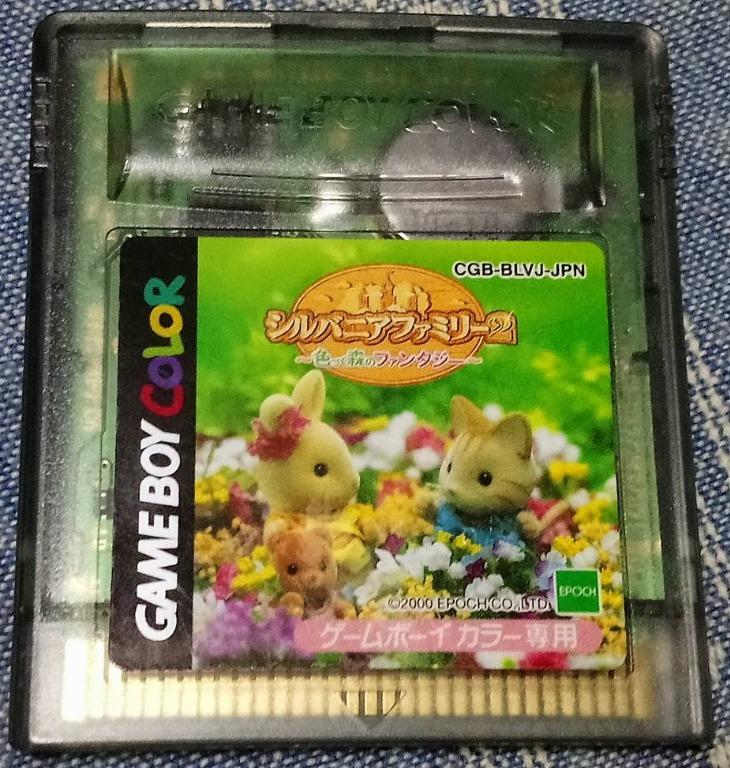 GAME BOY COLOR
CGB-BLVJ-JPN
シルバニアファミリー2
～色づく森のファンタジー～
©2000 EPOCH CO., LTD.
EPOCH
ゲームボーイ カラー専用
GAME BOY COLOR